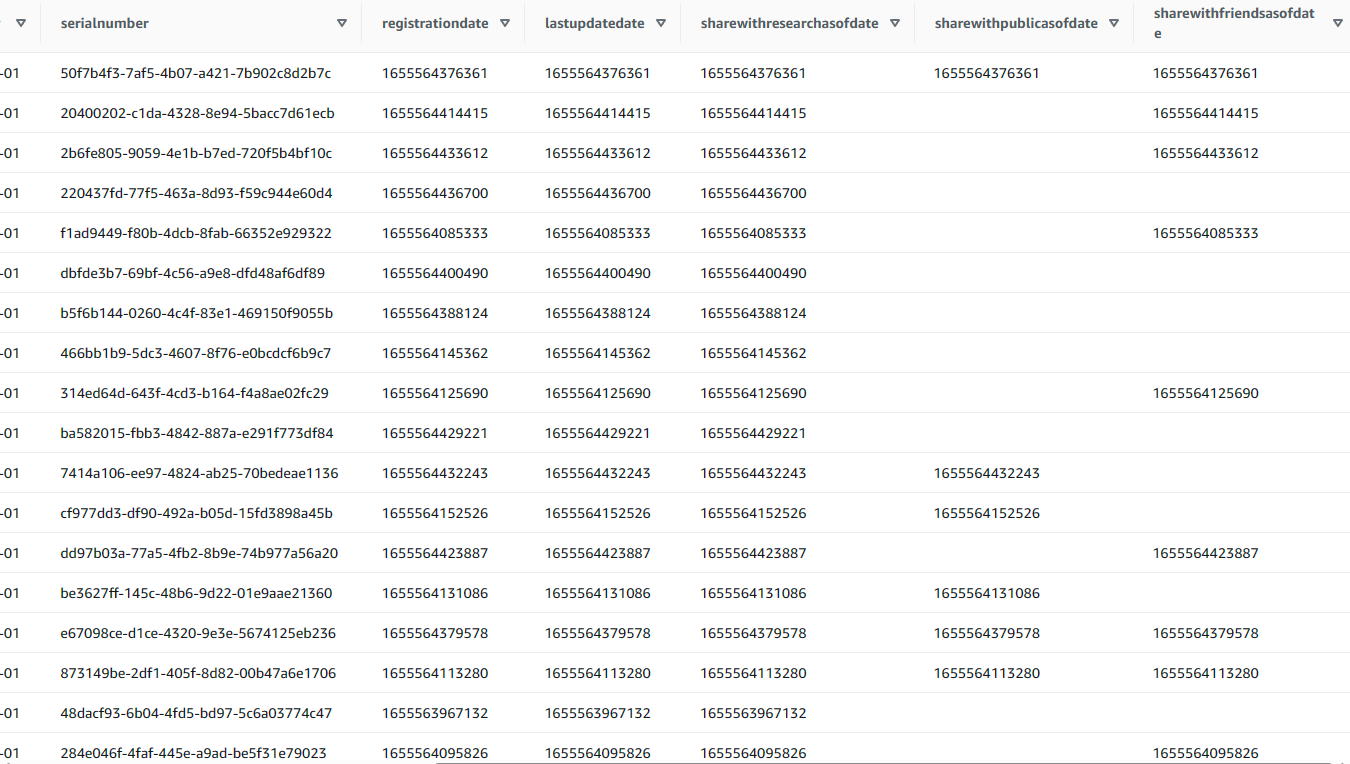 serialnumber registrationdate lastupdatedate sharewithresearchasofdate sharewithpublicasofdate sharewithfriendsasofdat
e
-01 50f7b4f3-7af5-4b07-a421-7b902c8d2b7c 1655564376361 1655564376361 1655564376361 1655564376361 1655564376361
-01 20400202-c1da-4328-8e94-5bacc7d61ecb 1655564414415 1655564414415 1655564414415 1655564414415
-01 2b6fe805-9059-4e1b-b7ed-720f5b4bf10c 1655564433612 1655564433612 1655564433612 1655564433612
-01 220437fd-77f5-463a-8d93-f59c944e60d4 1655564436700 1655564436700 1655564436700
-01 f1ad9449-f80b-4dcb-8fab-66352e929322 1655564085333 1655564085333 1655564085333 1655564085333
-01 dbfde3b7-69bf-4c56-a9e8-dfd48af6df89 1655564400490 1655564400490 1655564400490
-01 b5f6b144-0260-4c4f-83e1-469150f9055b 1655564388124 1655564388124 1655564388124
-01 466bb1b9-5dc3-4607-8f76-e0bcdcf6b9c7 1655564145362 1655564145362 1655564145362
-01 314ed64d-643f-4cd3-b164-f4a8ae02fc29 1655564125690 1655564125690 1655564125690 1655564125690
-01 ba582015-fbb3-4842-887a-e291f773df84 1655564429221 1655564429221 1655564429221
-01 7414a106-ee97-4824-ab25-70bedeae1136 1655564432243 1655564432243 1655564432243 1655564432243
-01 cf977dd3-df90-492a-b05d-15fd3898a45b 1655564152526 1655564152526 1655564152526 1655564152526
-01 dd97b03a-77a5-4fb2-8b9e-74b977a56a20 1655564423887 1655564423887 1655564423887 1655564423887
-01 be3627ff-145c-48b6-9d22-01e9aae21360 1655564131086 1655564131086 1655564131086 1655564131086
-01 e67098ce-d1ce-4320-9e3e-5674125eb236 1655564379578 1655564379578 1655564379578 1655564379578 1655564379578
-01 873149be-2df1-405f-8d82-00b47a6e1706 1655564113280 1655564113280 1655564113280 1655564113280 1655564113280
-01 48dacf93-6b04-4fd5-bd97-5c6a03774c47 1655563967132 1655563967132 1655563967132
-01 284e046f-4faf-445e-a9ad-be5f31e79023 1655564095826 1655564095826 1655564095826 1655564095826